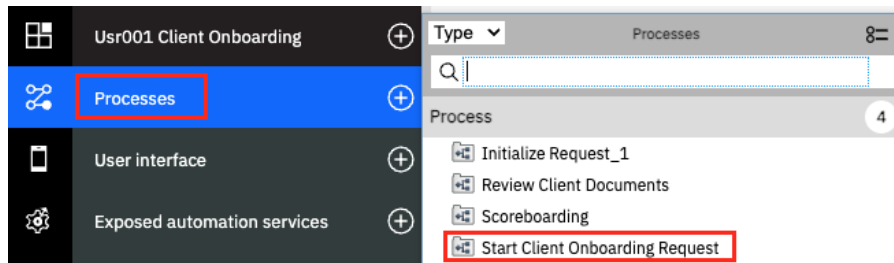 Usr001 Client Onboarding
Processes
User interface
Exposed automation services
Type
Processes
Process
4
Initialize Request_1
Review Client Documents
Scoreboarding
Start Client Onboarding Request